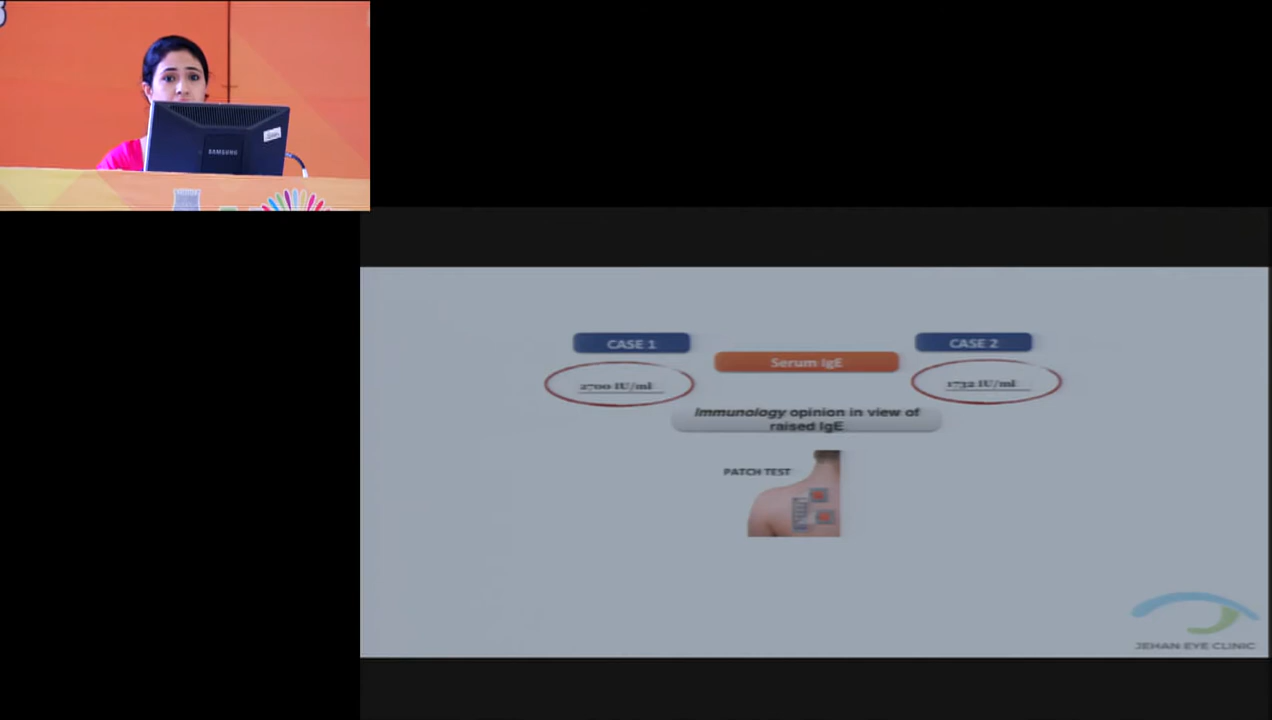 SAMSUNG
CASE 1
CASE 2
Serum IgE
2700 IU/ml
1732 IU/ml
Immunology opinion in view of
raised IgE
PATCH TEST
JEHAN EYE CLINIC